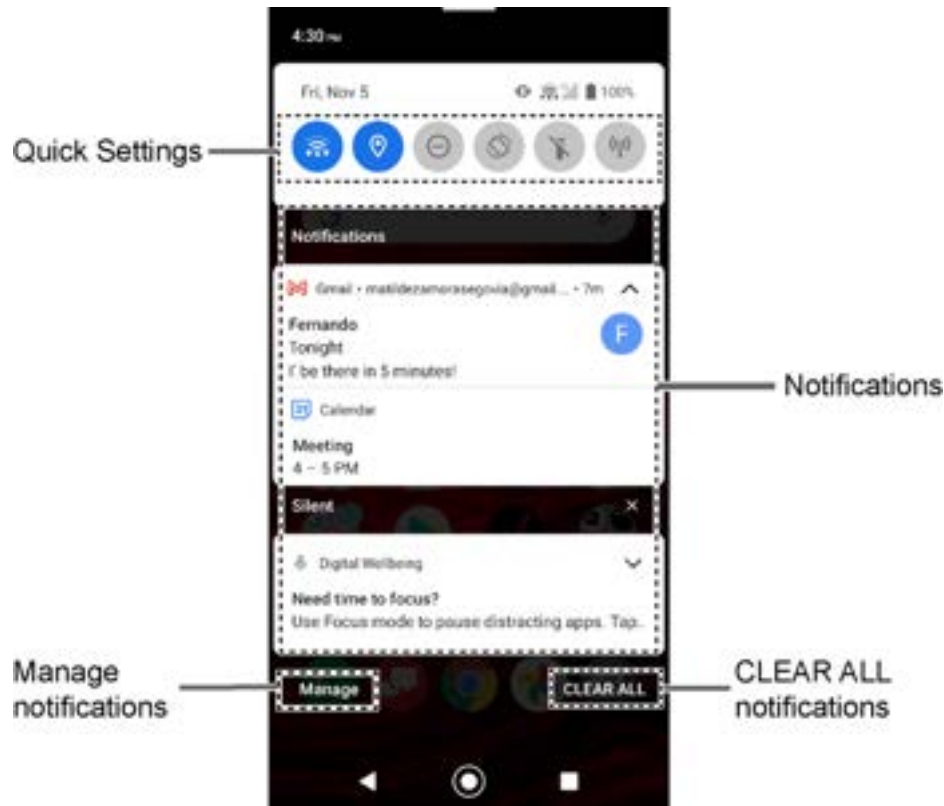 4:30 PM
Fri, Nov 5 100%
Quick Settings
Notifications
Gmail • matildezamorasegovia@gmail... • 7m
Fernando
F
Tonight
I' be there in 5 minutes!
Notifications
31 Calendar
Meeting
4 – 5 PM
Silent
Digital Wellbeing
Need time to focus?
Use Focus mode to pause distracting apps. Tap..
Manage
notifications
Manage
CLEAR ALL
CLEAR ALL
notifications